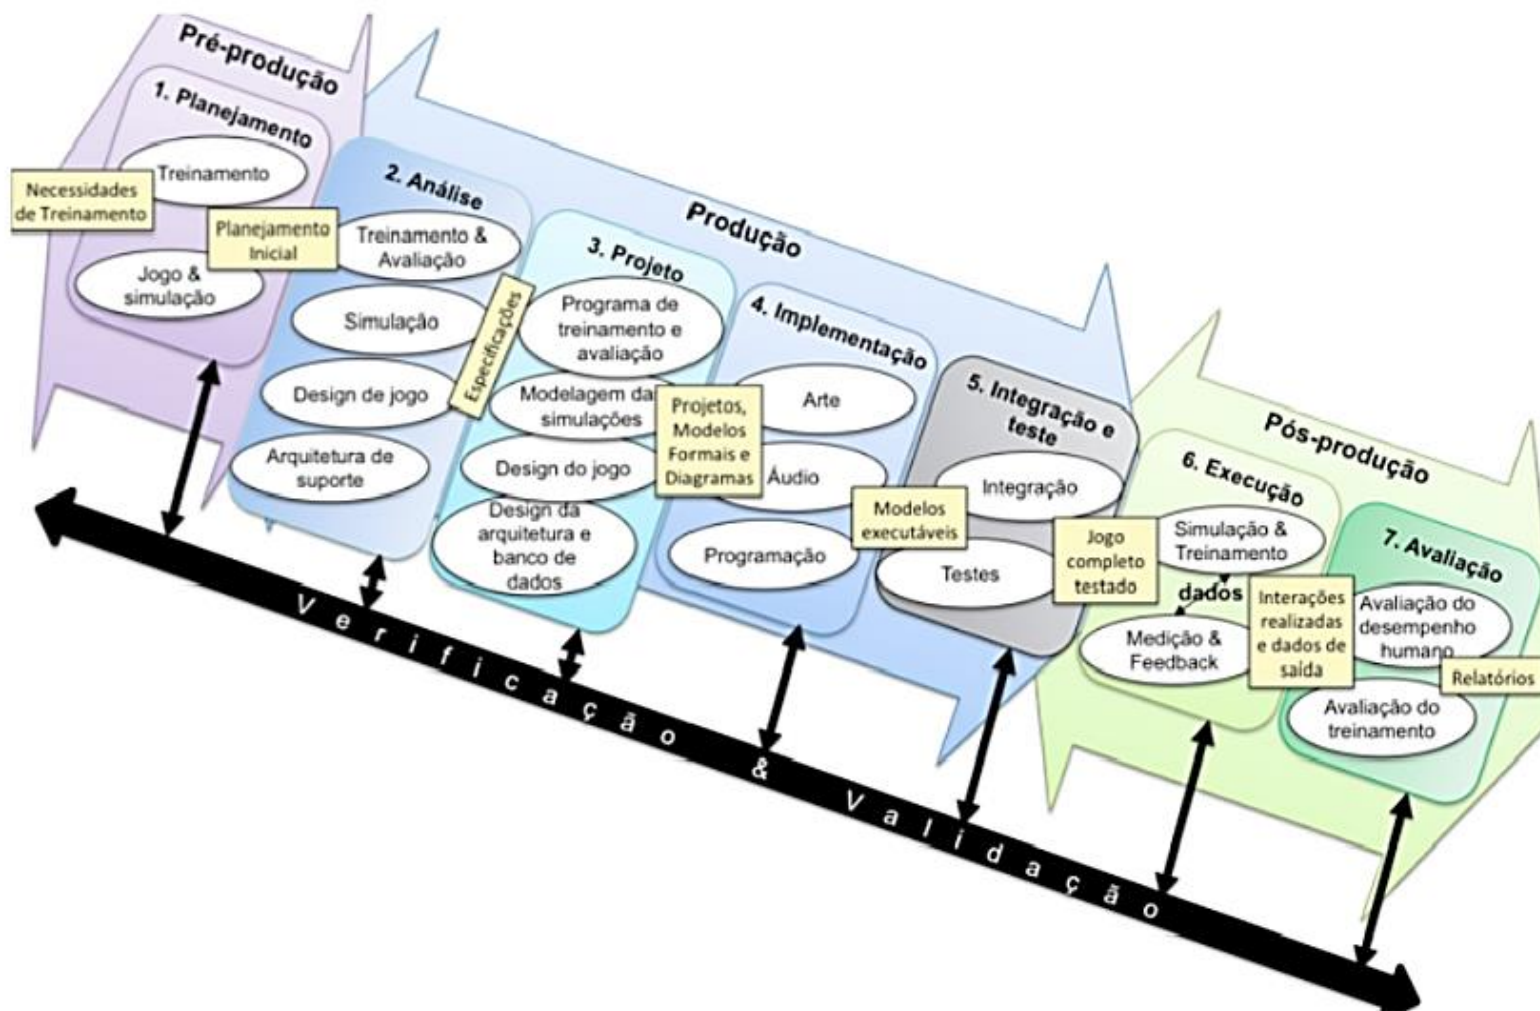 Pré-produção
1. Planejamento
Treinamento
Necessidades
de Treinamento
Jogo &
simulação
Planejamento
Inicial
Produção
2. Análise
Treinamento &
Avaliação
Simulação
Design de jogo
Arquitetura de
suporte
Especificações
3. Projeto
Programa de
treinamento e
avaliação
Modelagem das
simulações
Design do jogo
Design da
arquitetura e
banco de
dados
Projetos,
Modelos
Formais e
Diagramas
4. Implementação
Arte
Áudio
Programação
Modelos
executáveis
5. Integração e
teste
Integração
Testes
Jogo
completo
testado
Pós-produção
6. Execução
Simulação &
Treinamento
dados
Medição &
Feedback
Interações
realizadas
e dados de
saída
7. Avaliação
Avaliação do
desempenho
humano
Relatórios
Avaliação do
treinamento
Verificação & Validação